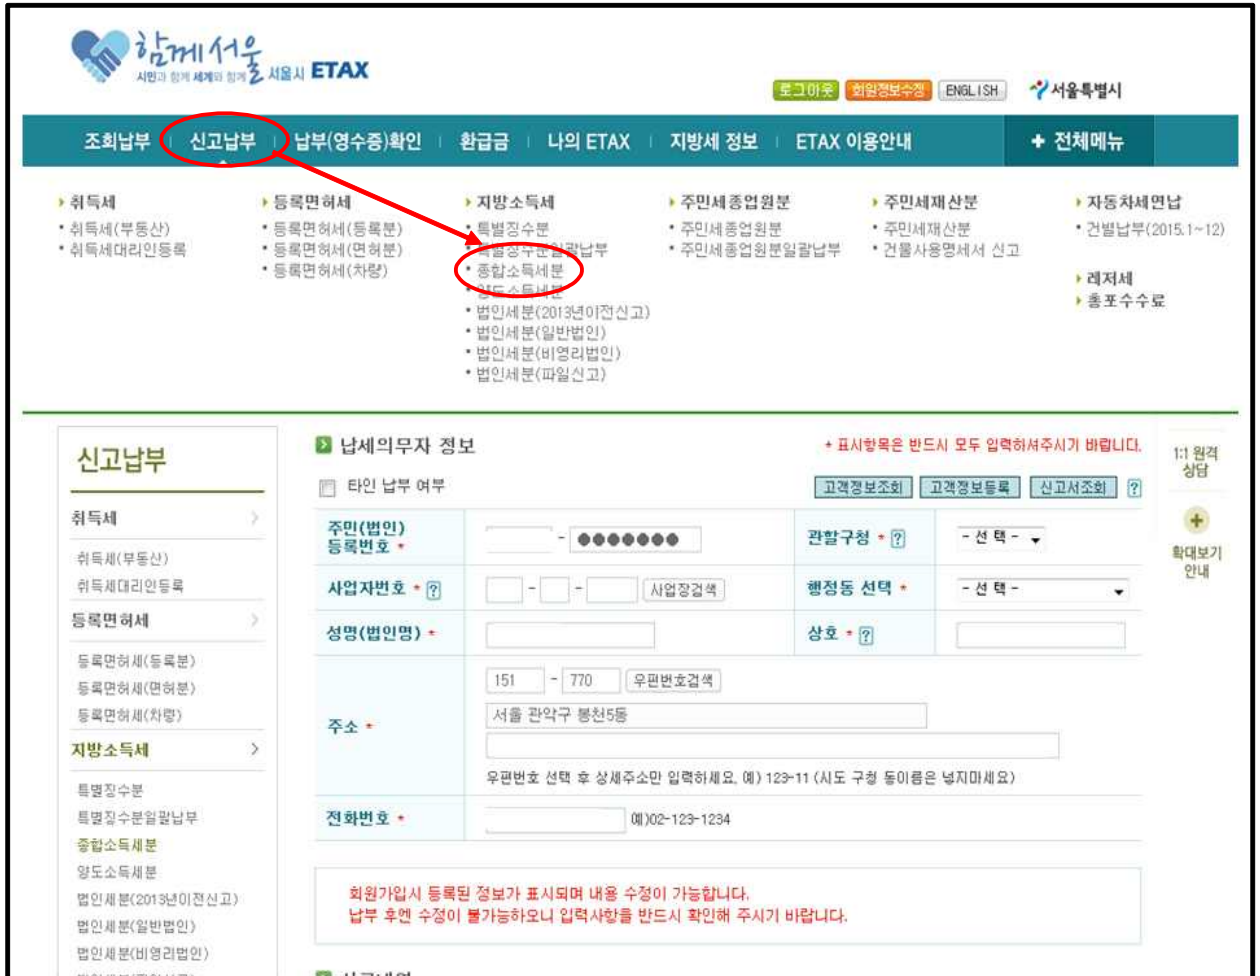 함께서울
시민과 함께 세계와 함께 서울시 ETAX
로그아웃 회원정보수정 ENGLISH 서울특별시
조회납부 신고납부 납부(영수증)확인 환급금 나의 ETAX 지방세 정보 ETAX 이용안내 + 전체메뉴
취득세 등록면허세 지방소득세 주민세종업원분 주민세재산분 자동차세연납
취득세(부동산) 등록면허세(등록분) 특별징수분 주민세종업원분 주민세재산분 건별납부(2015.1~12)
취득세대리인등록 등록면허세(면허분) 특별징수분일괄납부 주민세종업원분일괄납부 건물사용명세서 신고
등록면허세(차량) 종합소득세분 레저세
양도소득세분 총포수수료
법인세분(2013년이전신고)
법인세분(일반법인)
법인세분(비영리법인)
법인세분(파일신고)
신고납부
취득세
취득세(부동산)
취득세대리인등록
등록면허세
등록면허세(등록분)
등록면허세(면허분)
등록면허세(차량)
지방소득세
특별징수분
특별징수분일괄납부
종합소득세분
양도소득세분
법인세분(2013년이전신고)
법인세분(일반법인)
법인세분(비영리법인)
납세의무자 정보 * 표시항목은 반드시 모두 입력하셔주시기 바랍니다.
타인 납부 여부 고객정보조회 고객정보등록 신고서조회 ?
주민(법인)
등록번호 * - ●●●●●●● 관할구청 * ? - 선 택 -
사업자번호 * ? - - 사업장검색 행정동 선택 * - 선 택 -
성명(법인명) * 상호 * ?
151 - 770 우편번호검색
주소 * 서울 관악구 봉천5동
우편번호 선택 후 상세주소만 입력하세요. 예) 123-11 (시도 구청 동이름은 넣지마세요)
전화번호 * 예)02-123-1234
회원가입시 등록된 정보가 표시되며 내용 수정이 가능합니다.
납부 후엔 수정이 불가능하오니 입력사항을 반드시 확인해 주시기 바랍니다.
1:1 원격
상담
확대보기
안내